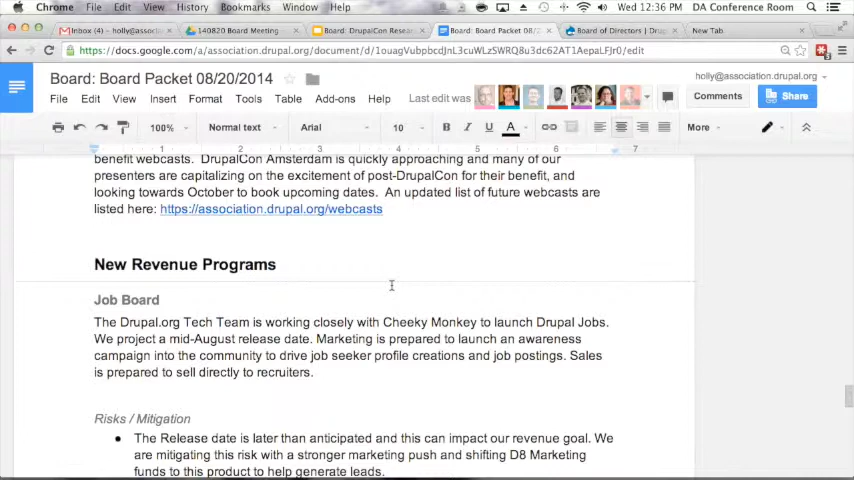 Chrome File Edit View History Bookmarks Window Help Wed 12:36 PM DA Conference Room
Inbox (4) - holly@associatio 140820 Board Meeting Board: DrupalCon Resear Board: Board Packet 08/2 Board of Directors | Drup New Tab
https://docs.google.com/a/association.drupal.org/document/d/
Board: Board Packet 08/20/2014
holly@association.drupal.org
File Edit View Insert Format Tools Table Add-ons Help Last edit was
Comments Share
100% Normal text Arial 10 B I U A More
1 2 3 4 5 6 7
benefit webcasts. DrupalCon Amsterdam is quickly approaching and many of our
presenters are capitalizing on the excitement of post-DrupalCon for their benefit, and
looking towards October to book upcoming dates. An updated list of future webcasts are
listed here: https://association.drupal.org/webcasts
New Revenue Programs
Job Board
The Drupal.org Tech Team is working closely with Cheeky Monkey to launch Drupal Jobs.
We project a mid-August release date. Marketing is prepared to launch an awareness
campaign into the community to drive job seeker profile creations and job postings. Sales
is prepared to sell directly to recruiters.
Risks / Mitigation
• The Release date is later than anticipated and this can impact our revenue goal. We
are mitigating this risk with a stronger marketing push and shifting D8 Marketing
funds to this product to help generate leads.